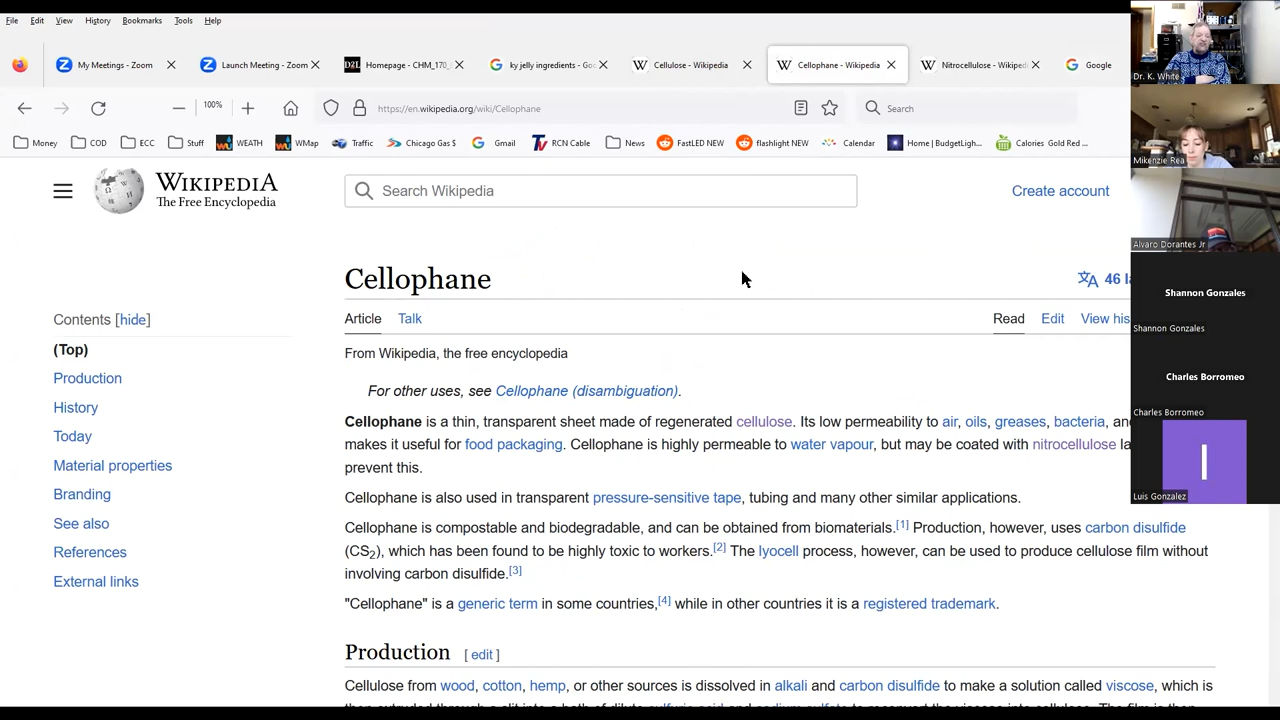 File Edit View History Bookmarks Tools Help
My Meetings - Zoom Launch Meeting - Zoom Homepage - CHM_170_ ky jelly ingredients - Go Cellulose - Wikipedia Cellophane - Wikipedia Nitrocellulose - Wikiped Google
100% https://en.wikipedia.org/wiki/Cellophane Search
Money COD ECC Stuff WEATH WMap Traffic Chicago Gas $ Gmail RCN Cable News FastLED NEW flashlight NEW Calendar Home | BudgetLigh... Calories Gold Red ...
WIKIPEDIA
The Free Encyclopedia
Search Wikipedia
Create account
Cellophane
46 la
Contents [hide]
(Top)
Production
History
Today
Material properties
Branding
See also
References
External links
Article Talk Read Edit View his
From Wikipedia, the free encyclopedia
For other uses, see Cellophane (disambiguation).
Cellophane is a thin, transparent sheet made of regenerated cellulose. Its low permeability to air, oils, greases, bacteria, and
makes it useful for food packaging. Cellophane is highly permeable to water vapour, but may be coated with nitrocellulose la
prevent this.
Cellophane is also used in transparent pressure-sensitive tape, tubing and many other similar applications.
Cellophane is compostable and biodegradable, and can be obtained from biomaterials.[1] Production, however, uses carbon disulfide
(CS2), which has been found to be highly toxic to workers.[2] The lyocell process, however, can be used to produce cellulose film without
involving carbon disulfide.[3]
"Cellophane" is a generic term in some countries,[4] while in other countries it is a registered trademark.
Production [ edit ]
Cellulose from wood, cotton, hemp, or other sources is dissolved in alkali and carbon disulfide to make a solution called viscose, which is
Dr. K. White
Mikenzie Rea
Alvaro Dorantes Jr
Shannon Gonzales
Shannon Gonzales
Charles Borromeo
Charles Borromeo
I
Luis Gonzalez